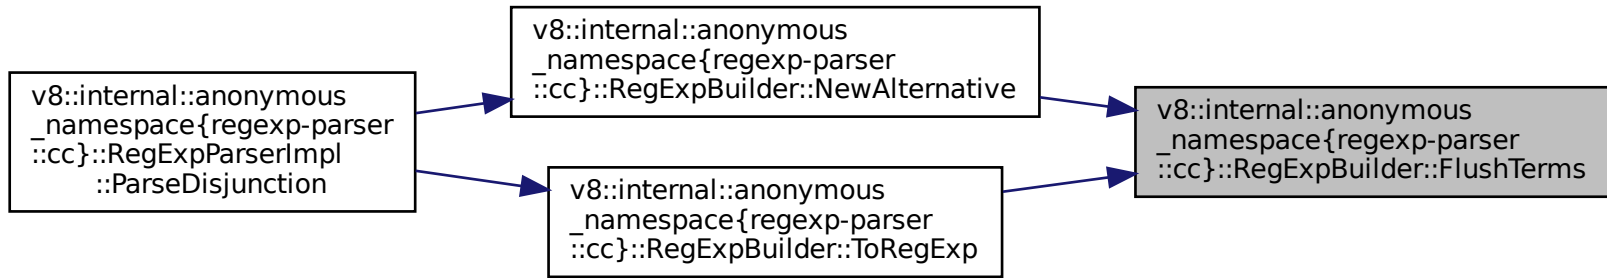 v8::internal::anonymous
_namespace{regexp-parser
::cc}::RegExpParserImpl
::ParseDisjunction
v8::internal::anonymous
_namespace{regexp-parser
::cc}::RegExpBuilder::NewAlternative
v8::internal::anonymous
_namespace{regexp-parser
::cc}::RegExpBuilder::ToRegExp
v8::internal::anonymous
_namespace{regexp-parser
::cc}::RegExpBuilder::FlushTerms